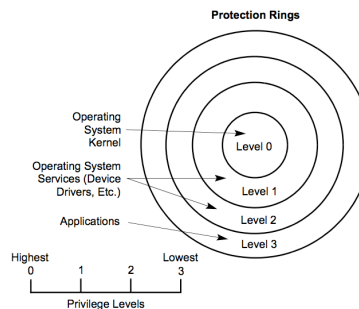 Protection Rings
Operating
System
Kernel
Level 0
Operating System
Services (Device
Drivers, Etc.)
Level 1
Level 2
Applications
Level 3
Highest
Lowest
0
1
2
3
Privilege Levels